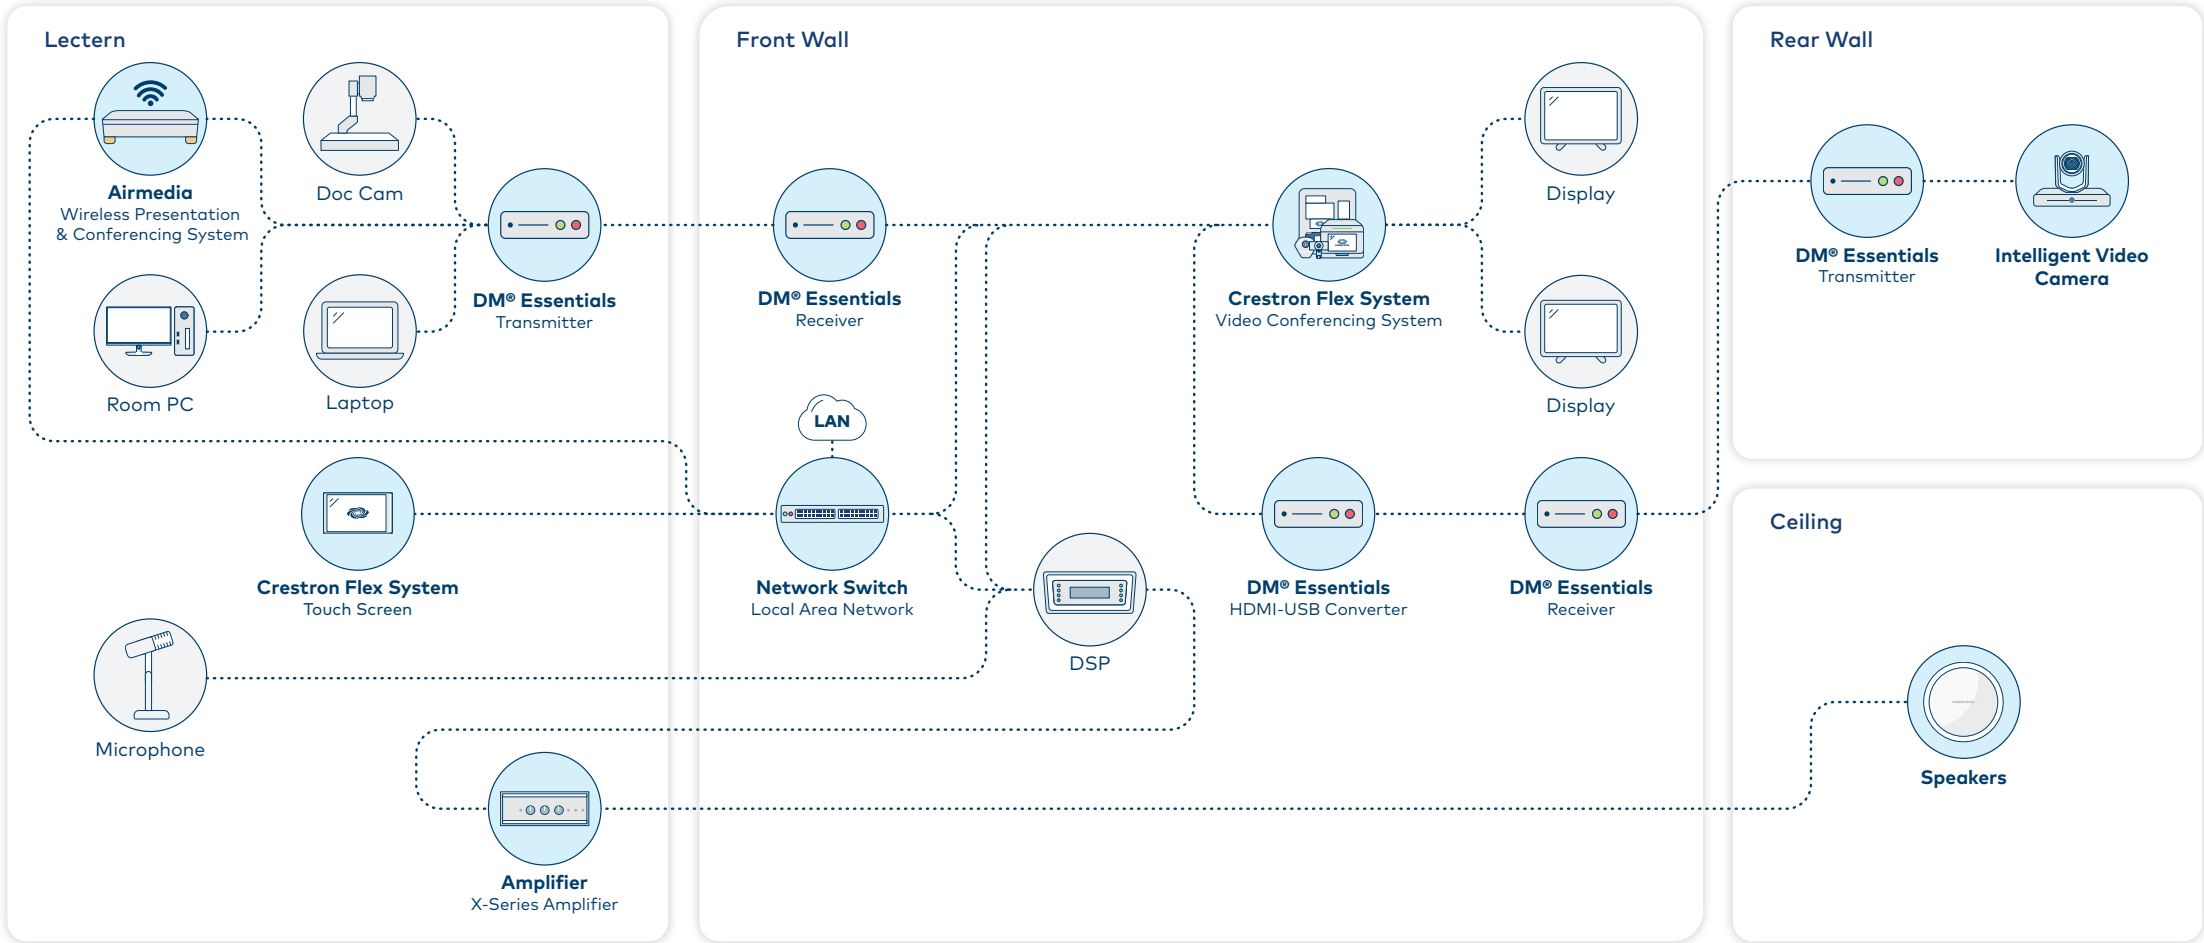 Lectern
Airmedia
Wireless Presentation
& Conferencing System
Doc Cam
DM® Essentials
Transmitter
Room PC
Laptop
Crestron Flex System
Touch Screen
Microphone
Amplifier
X-Series Amplifier
Front Wall
DM® Essentials
Receiver
Crestron Flex System
Video Conferencing System
Display
Display
LAN
Network Switch
Local Area Network
DSP
DM® Essentials
HDMI-USB Converter
DM® Essentials
Receiver
Rear Wall
DM® Essentials
Transmitter
Intelligent Video
Camera
Ceiling
Speakers